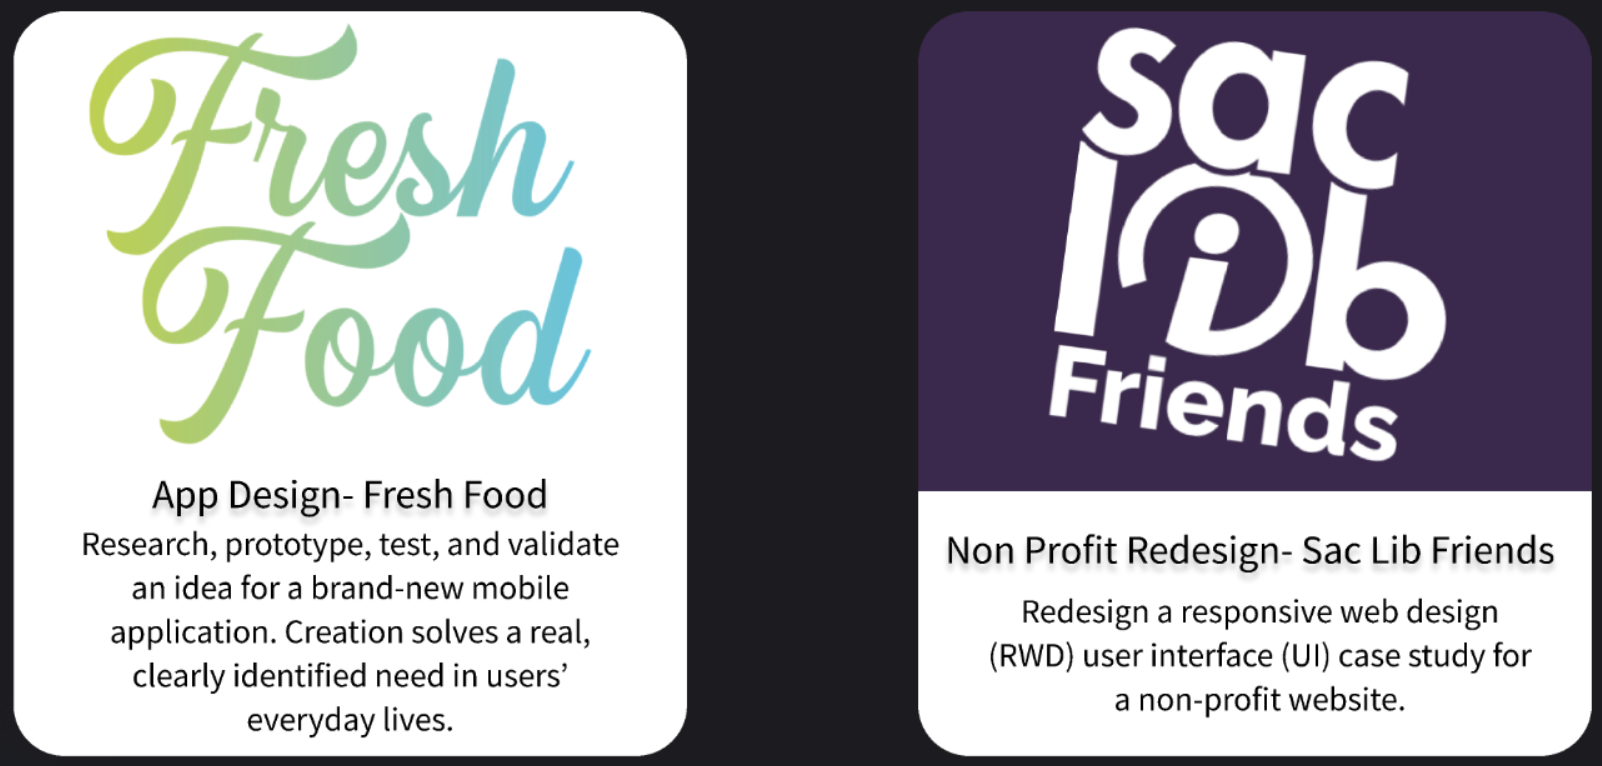 Fresh
Food
App Design- Fresh Food
Research, prototype, test, and validate
an idea for a brand-new mobile
application. Creation solves a real,
clearly identified need in users’
everyday lives.
sac
lib
Friends
Non Profit Redesign- Sac Lib Friends
Redesign a responsive web design
(RWD) user interface (UI) case study for
a non-profit website.